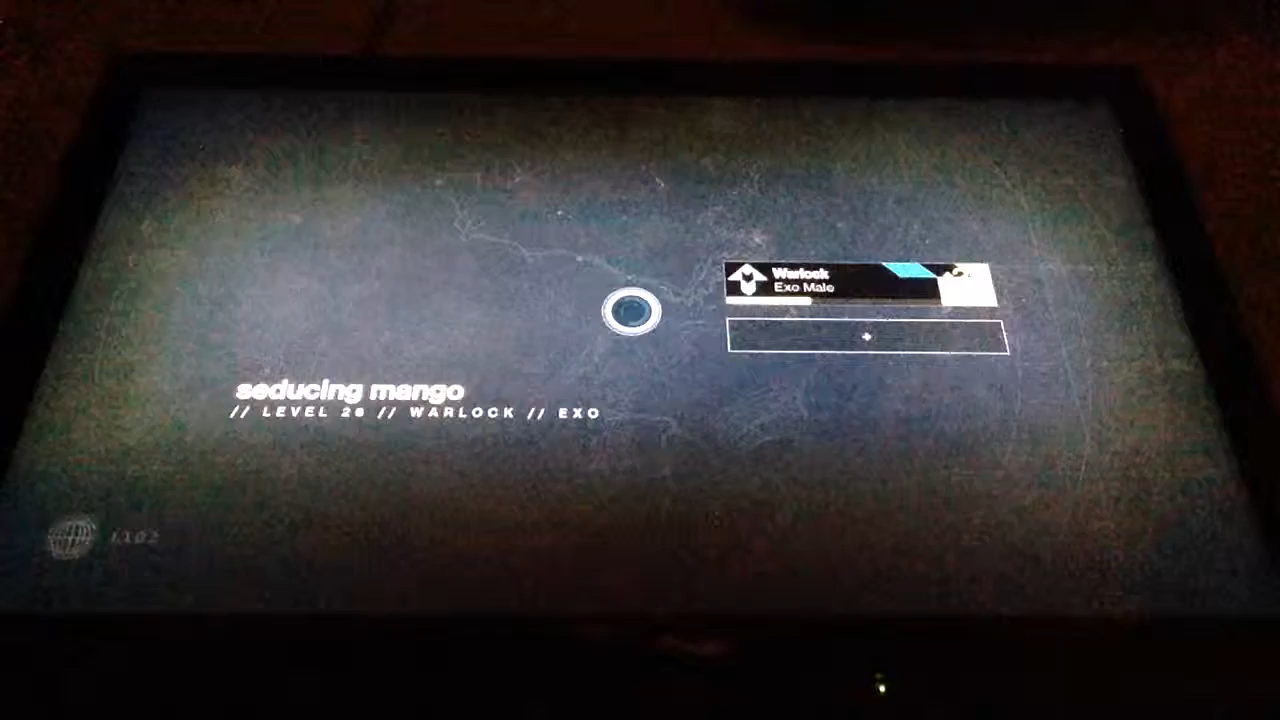 Warlock
Exo Male
+
seducing mango
// LEVEL 26 // WARLOCK // EXO